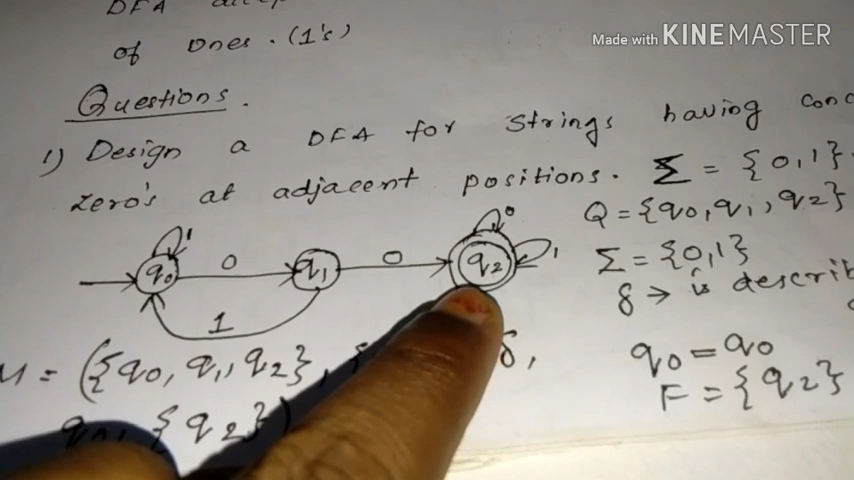 DFA
of ones. (1's)
Made with KINEMASTER
Questions.
1) Design a DFA for strings having
zero's at adjacent positions. Σ = {0,1}
Q = {q0, q1, q2}
Σ = {0,1}
δ → is
1 0 0 0 1
q0 q1 q2
1
M = ({q0, q1, q2}, δ,
q0, {q2})
q0 = q0
F = {q2}